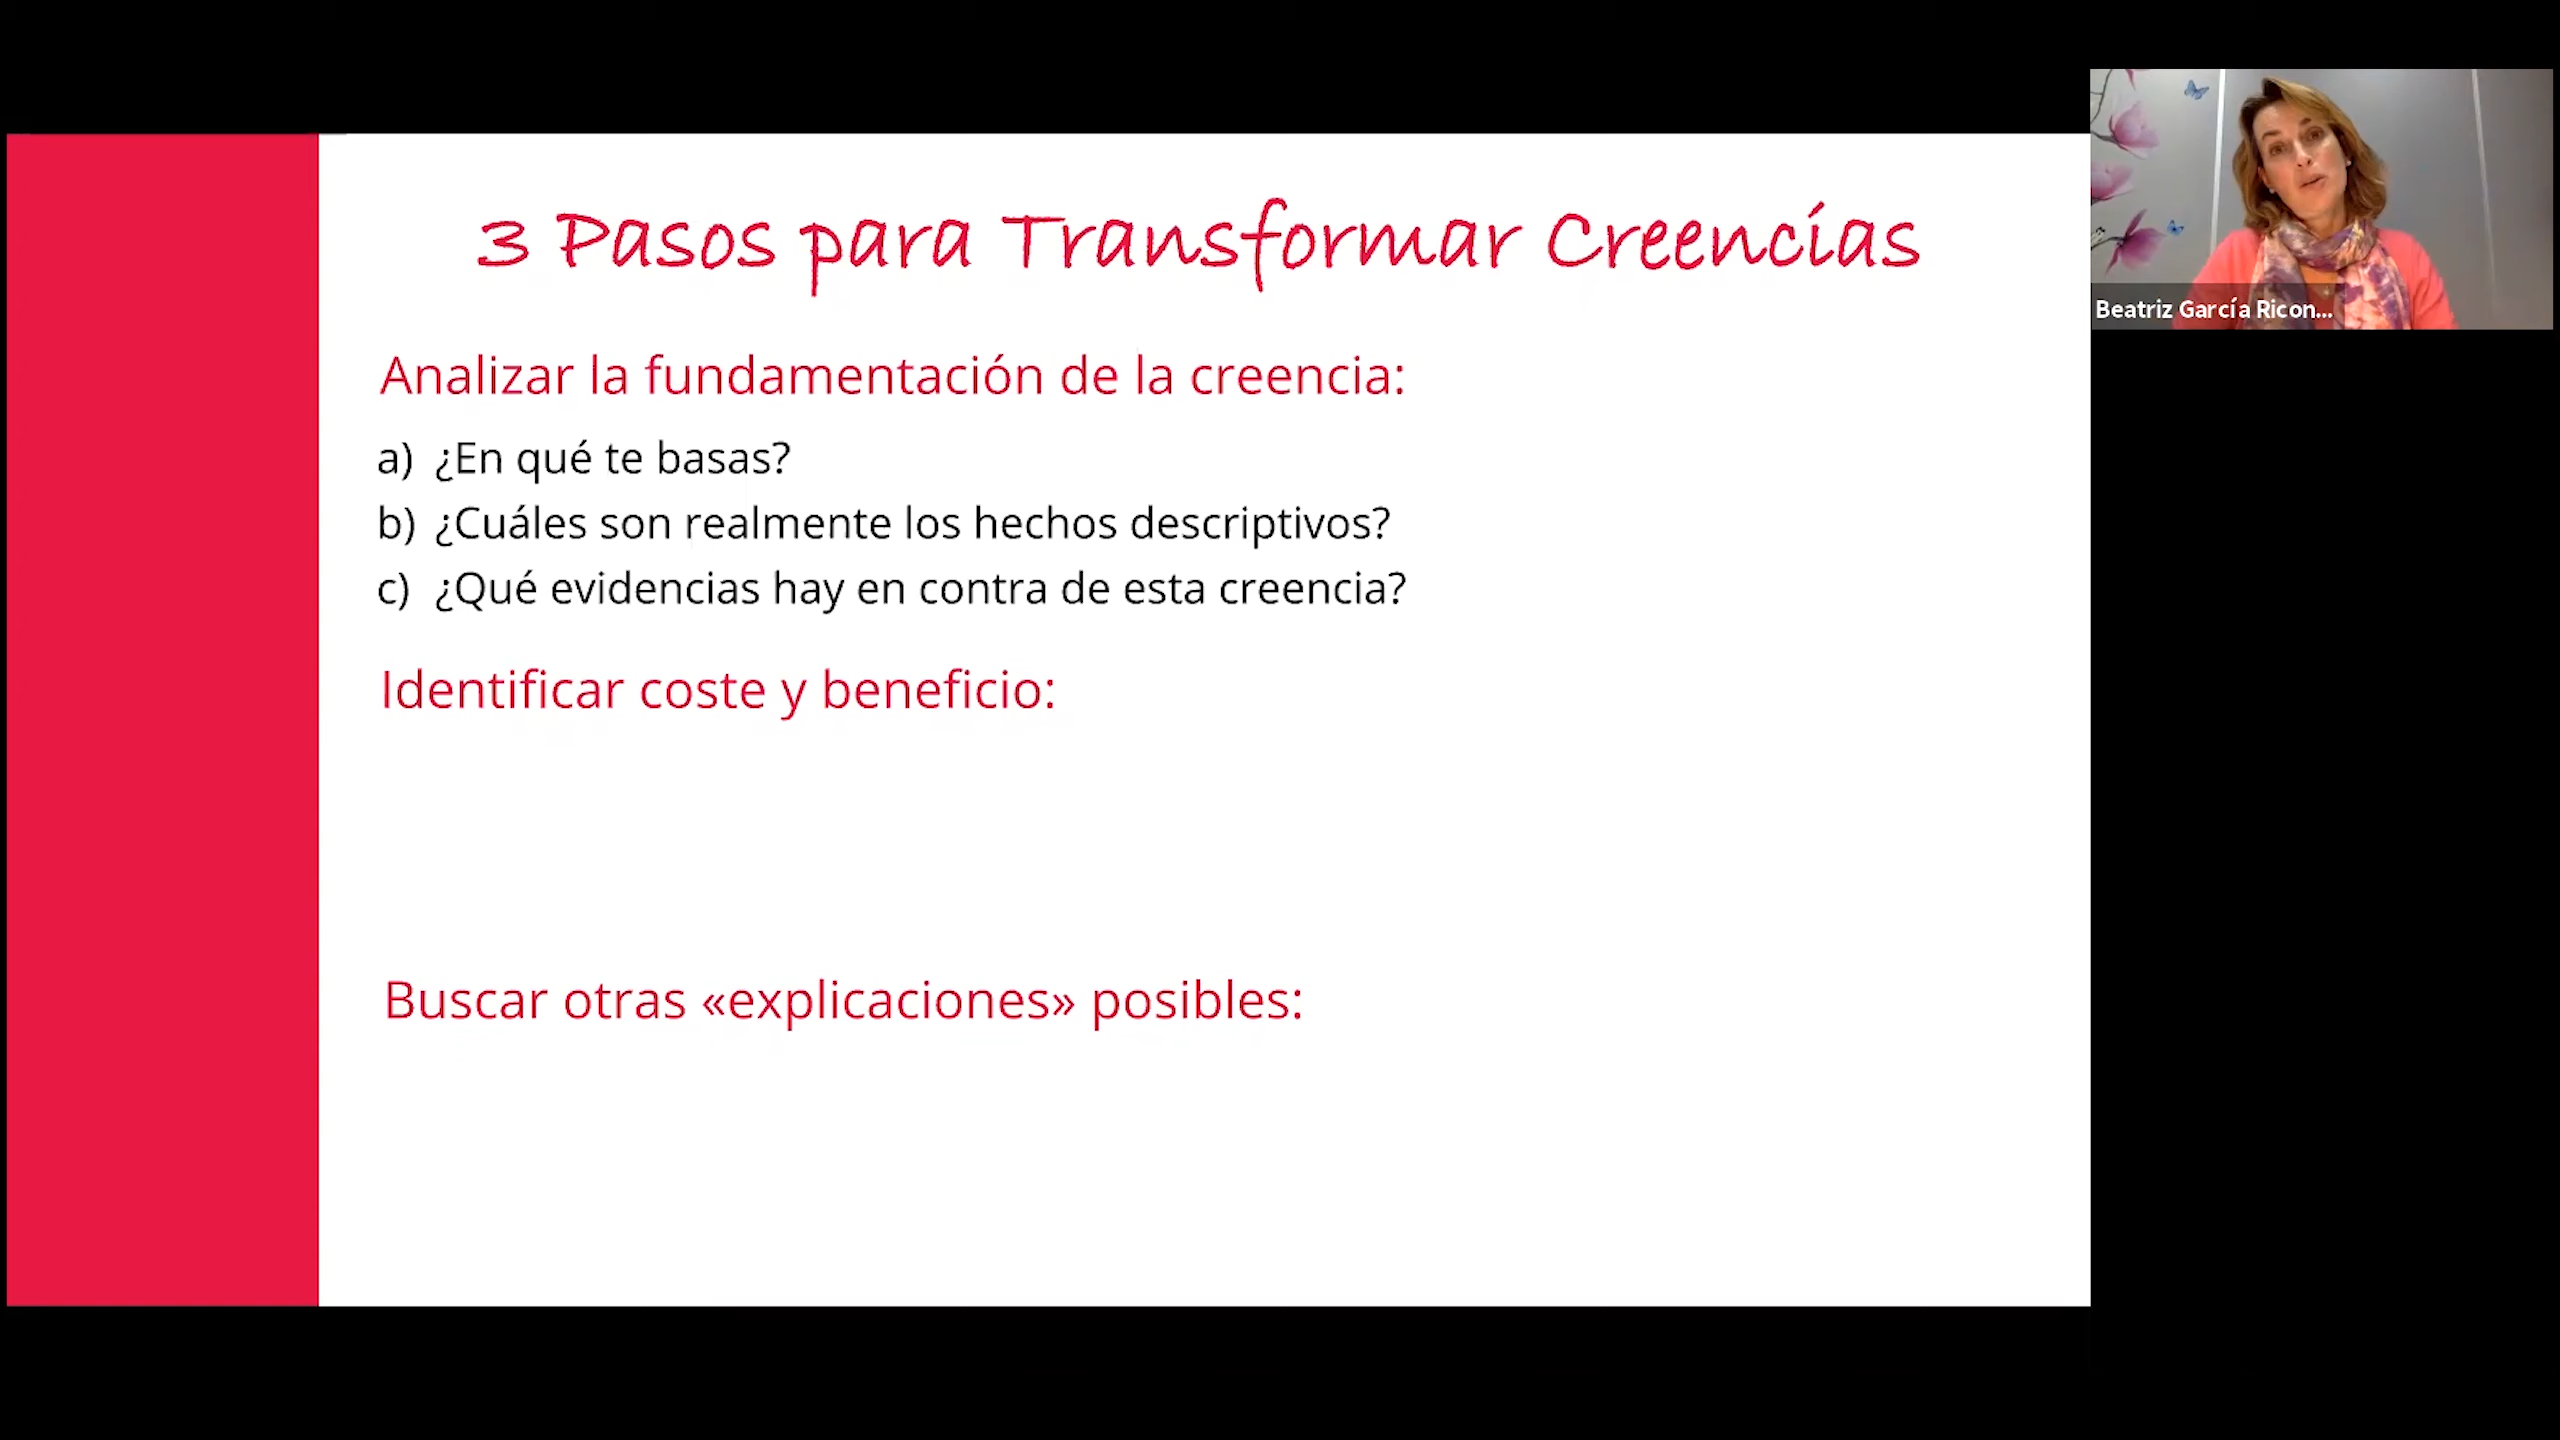 3 Pasos para Transformar Creencias
Analizar la fundamentación de la creencia:
a) ¿En qué te basas?
b) ¿Cuáles son realmente los hechos descriptivos?
c) ¿Qué evidencias hay en contra de esta creencia?
Identificar coste y beneficio:
Buscar otras «explicaciones» posibles:
Beatriz García Ricon...